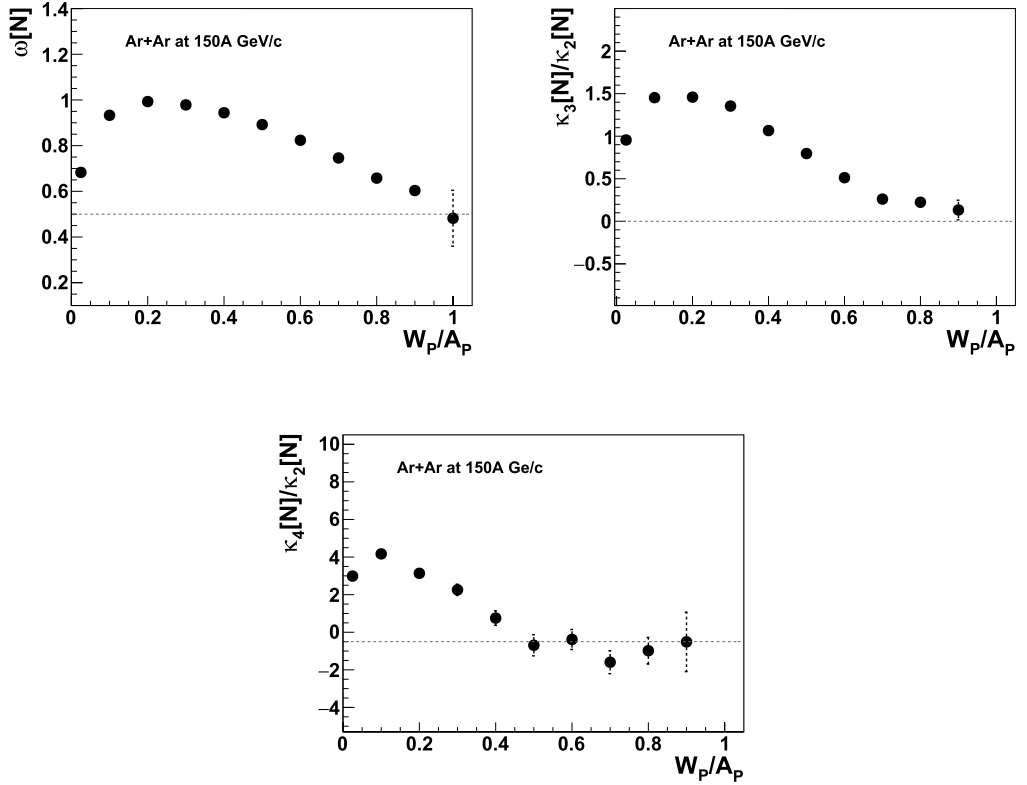 ω[N]
Ar+Ar at 150A GeV/c
1.4
1.2
1
0.8
0.6
0.4
0.2
0 0.2 0.4 0.6 0.8 1
W_P/A_P
κ_3[N]/κ_2[N]
Ar+Ar at 150A GeV/c
2
1.5
1
0.5
0
−0.5
0 0.2 0.4 0.6 0.8 1
W_P/A_P
κ_4[N]/κ_2[N]
Ar+Ar at 150A Ge/c
10
8
6
4
2
0
−2
−4
0 0.2 0.4 0.6 0.8 1
W_P/A_P